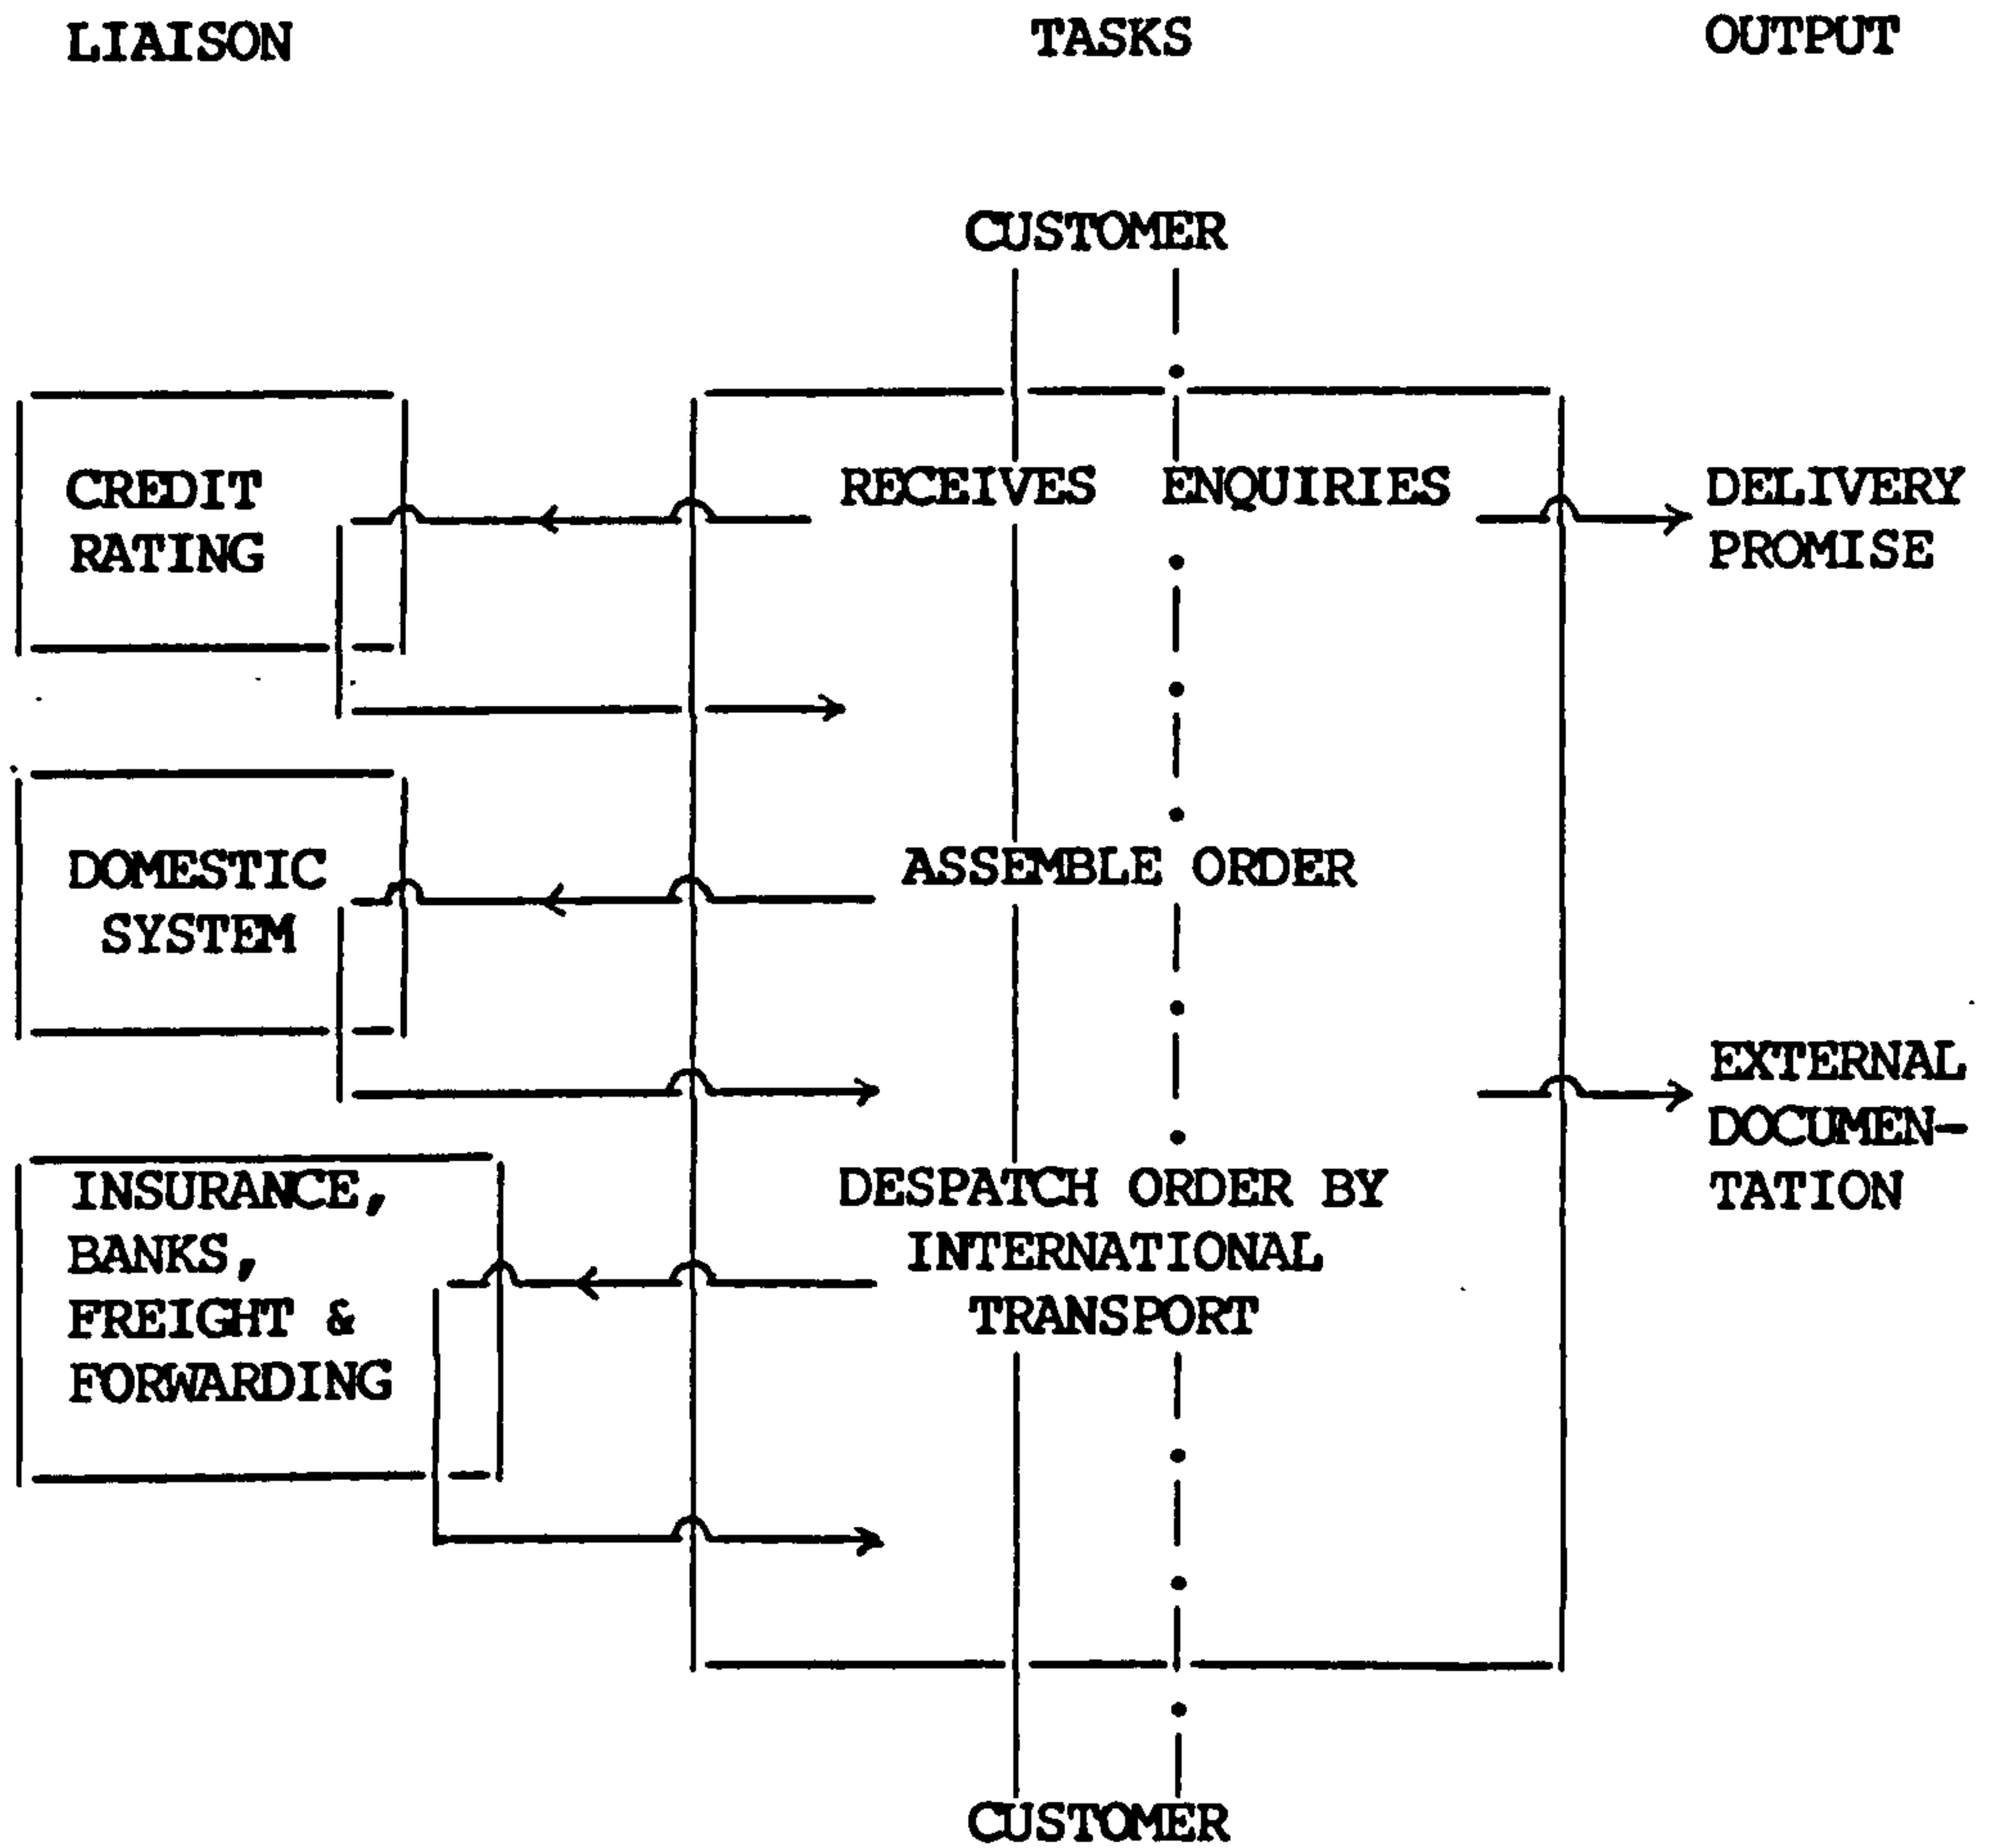 LIAISON
TASKS
OUTPUT
CUSTOMER
CREDIT
RATING
RECEIVES ENQUIRIES
DELIVERY
PROMISE
DOMESTIC
SYSTEM
ASSEMBLE ORDER
EXTERNAL
DOCUMEN-
TATION
INSURANCE,
BANKS,
FREIGHT &
FORWARDING
DESPATCH ORDER BY
INTERNATIONAL
TRANSPORT
CUSTOMER